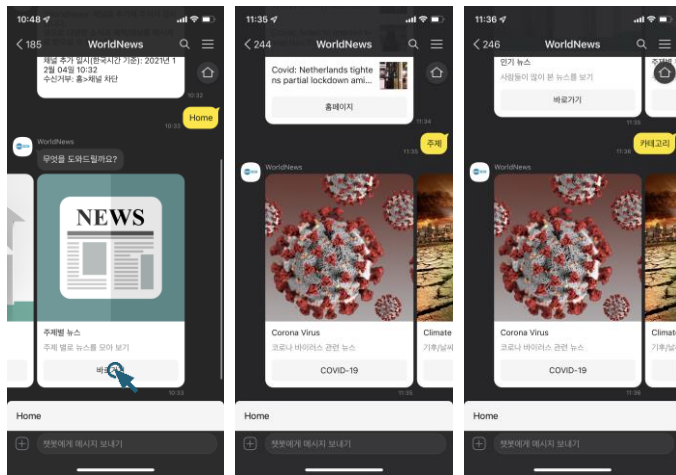 10:48
185
WorldNews
채널 추가 일시(한국시간 기준): 2021년 1
2월 04일 10:32
수신거부: 홈>채널 차단
10:32
Home
10:33
WorldNews
무엇을 도와드릴까요?
NEWS
주제별 뉴스
주제 별로 뉴스를 모아 보기
10:33
Home
챗봇에게 메시지 보내기
11:35
244
WorldNews
Covid: Netherlands tighte
ns partial lockdown ami...
홈페이지
11:34
주제
11:35
WorldNews
Corona Virus
코로나 바이러스 관련 뉴스
COVID-19
Climate
기후/날씨
11:35
Home
챗봇에게 메시지 보내기
11:36
246
WorldNews
인기 뉴스
사람들이 많이 본 뉴스를 보기
바로가기
11:35
카테고리
11:36
WorldNews
Corona Virus
코로나 바이러스 관련 뉴스
COVID-19
Climat
기후/날
11:36
Home
챗봇에게 메시지 보내기